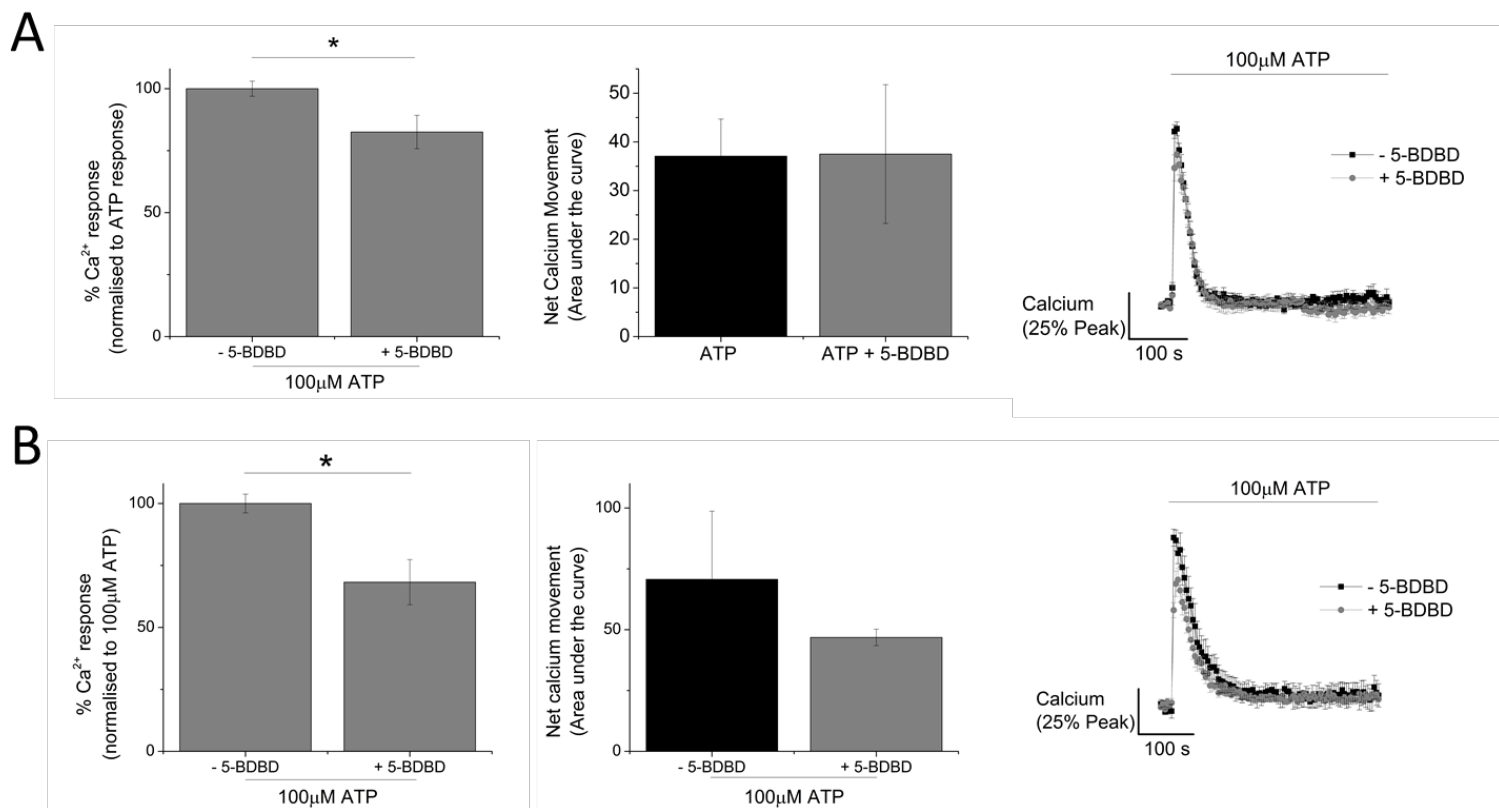 A
*
% Ca²⁺ response
(normalised to ATP response)
100
50
0
- 5-BDBD
+ 5-BDBD
100μM ATP
Net Calcium Movement
(Area under the curve)
50
40
30
20
10
0
ATP
ATP + 5-BDBD
100μM ATP
- 5-BDBD
+ 5-BDBD
Calcium
(25% Peak)
100 s
B
*
% Ca²⁺ response
(normalised to 100μM ATP)
100
50
0
- 5-BDBD
+ 5-BDBD
100μM ATP
Net calcium movement
(Area under the curve)
100
50
0
- 5-BDBD
+ 5-BDBD
100μM ATP
100μM ATP
- 5-BDBD
+ 5-BDBD
Calcium
(25% Peak)
100 s